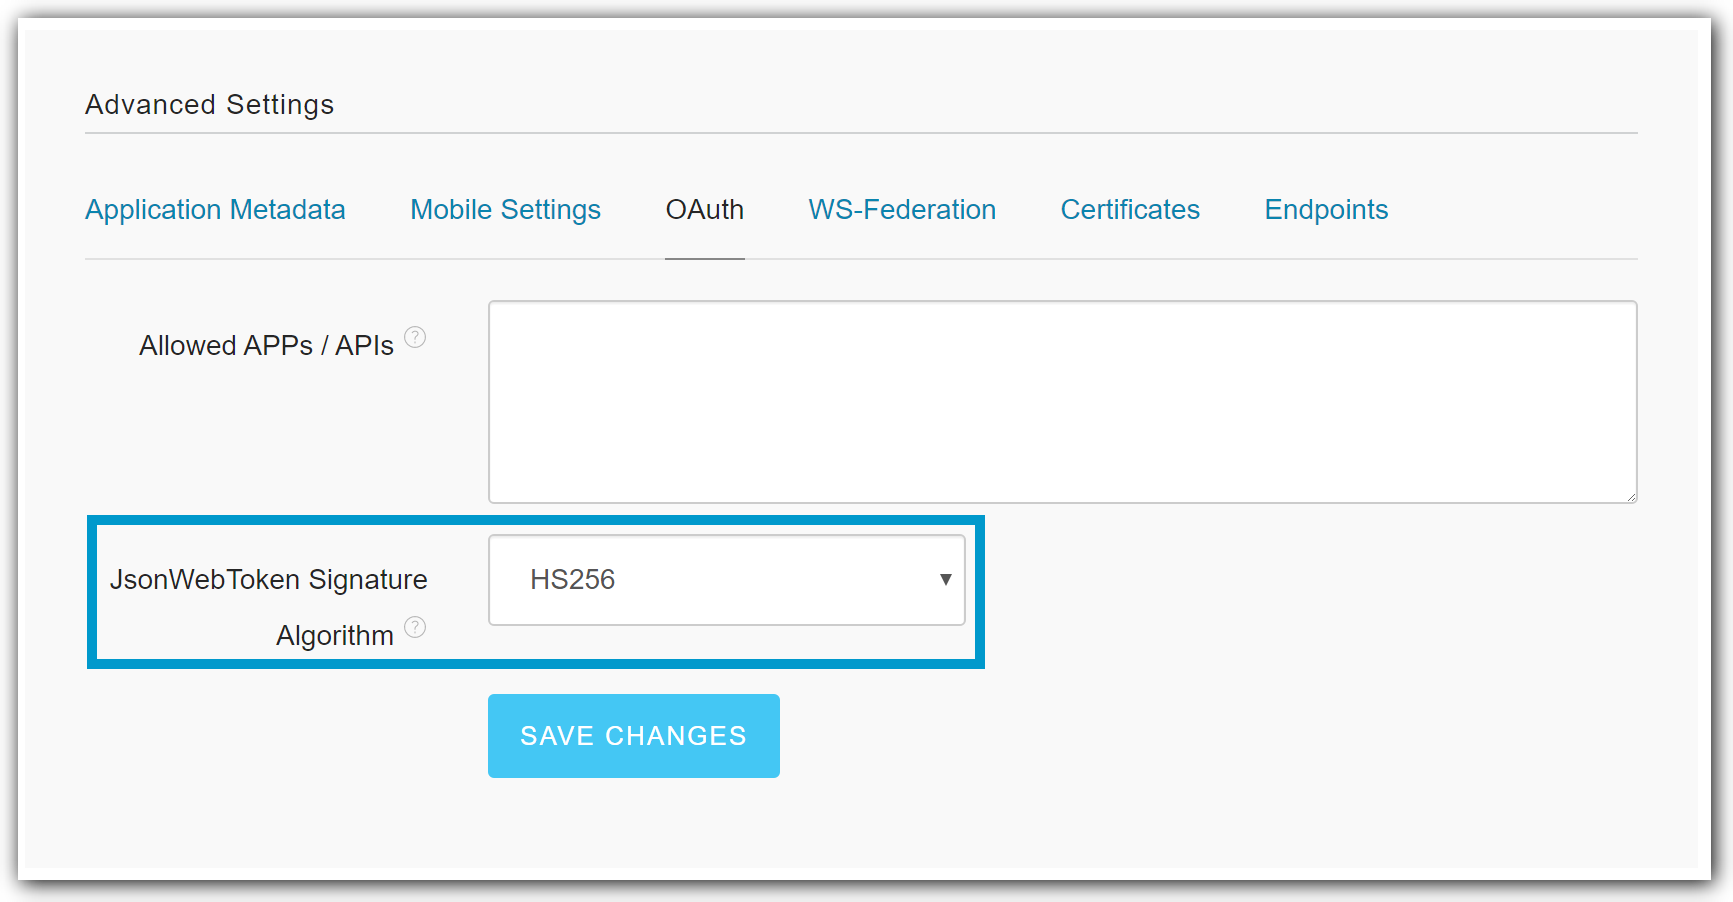 Advanced Settings
Application Metadata Mobile Settings OAuth WS-Federation Certificates Endpoints
Allowed APPs / APIs ?
JsonWebToken Signature
Algorithm ?
HS256
SAVE CHANGES